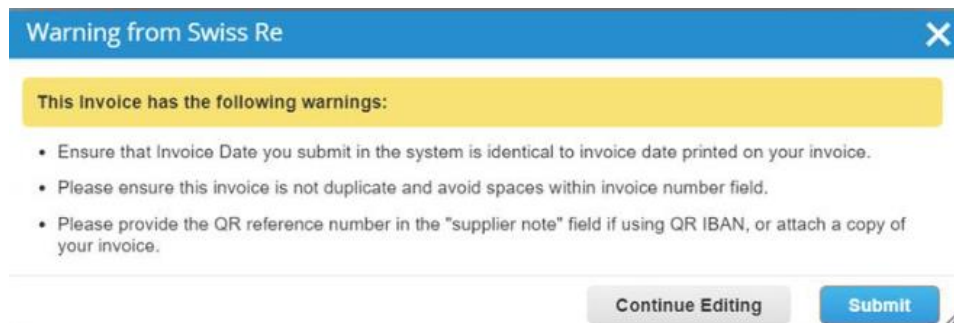 Warning from Swiss Re
This Invoice has the following warnings:
• Ensure that Invoice Date you submit in the system is identical to invoice date printed on your invoice.
• Please ensure this invoice is not duplicate and avoid spaces within invoice number field.
• Please provide the QR reference number in the "supplier note" field if using QR IBAN, or attach a copy of
your invoice.
Continue Editing
Submit